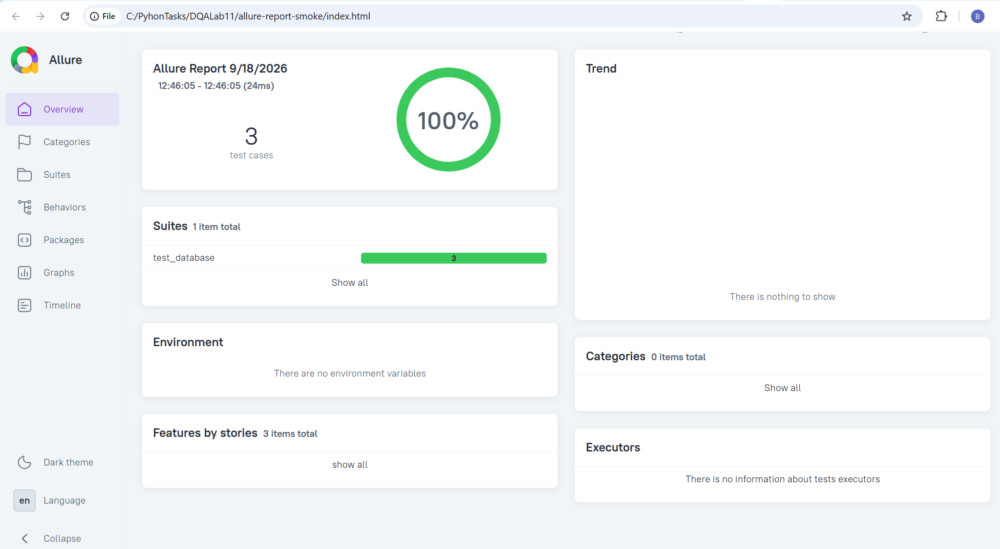 File C:/PyhonTasks/DQALab11/allure-report-smoke/index.html
B
Allure
Overview
Categories
Suites
Behaviors
Packages
Graphs
Timeline
Dark theme
en Language
Collapse
Allure Report 9/18/2026
12:46:05 - 12:46:05 (24ms)
3
test cases
100%
Suites 1 item total
test_database 3
Show all
Environment
There are no environment variables
Features by stories 3 items total
show all
Trend
There is nothing to show
Categories 0 items total
Show all
Executors
There is no information about tests executors